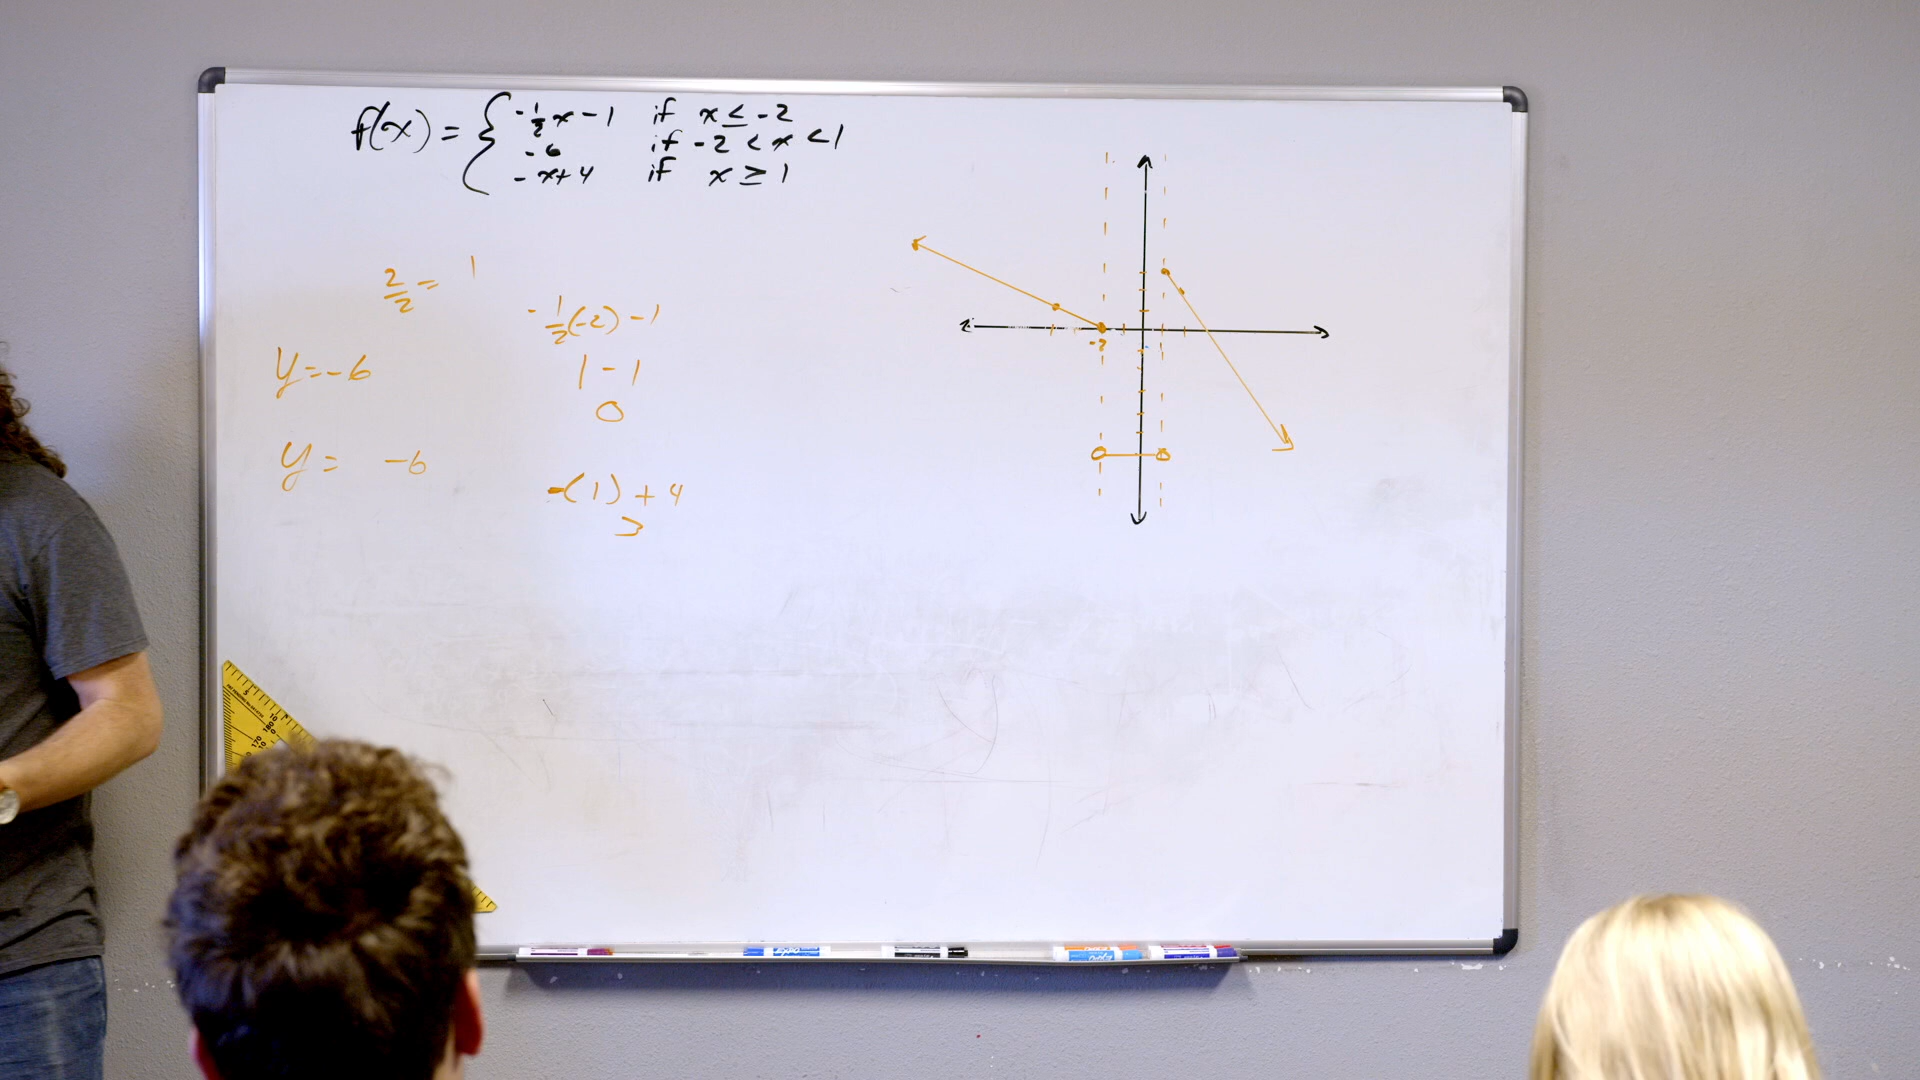 f(x) = { -½x - 1 if x ≤ -2
-6 if -2 < x < 1
-x+4 if x ≥ 1
2/2 = 1
-½(-2) - 1
1 - 1
0
y = -6
y = -6
-(1) + 4
3
-2